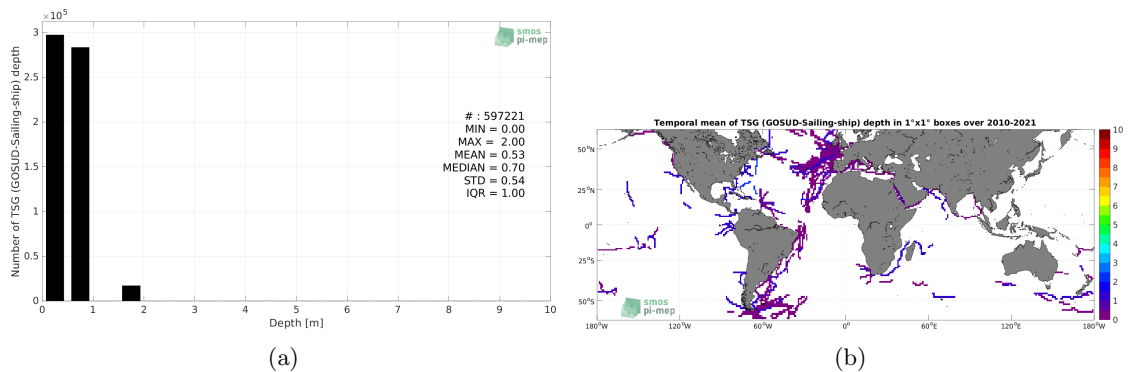 ×10⁵
3
2.5
2
1.5
1
0.5
0
Number of TSG (GOSUD-Sailing-ship) depth
smos
pi-mep
# : 597221
MIN = 0.00
MAX = 2.00
MEAN = 0.53
MEDIAN = 0.70
STD = 0.54
IQR = 1.00
0 1 2 3 4 5 6 7 8 9 10
Depth [m]
(a)
Temporal mean of TSG (GOSUD-Sailing-ship) depth in 1°x1° boxes over 2010-2021
50°N
25°N
0°
25°S
50°S
180°W 120°W 60°W 0° 60°E 120°E 180°W
smos
pi-mep
10
9
8
7
6
5
4
3
2
1
0
(b)